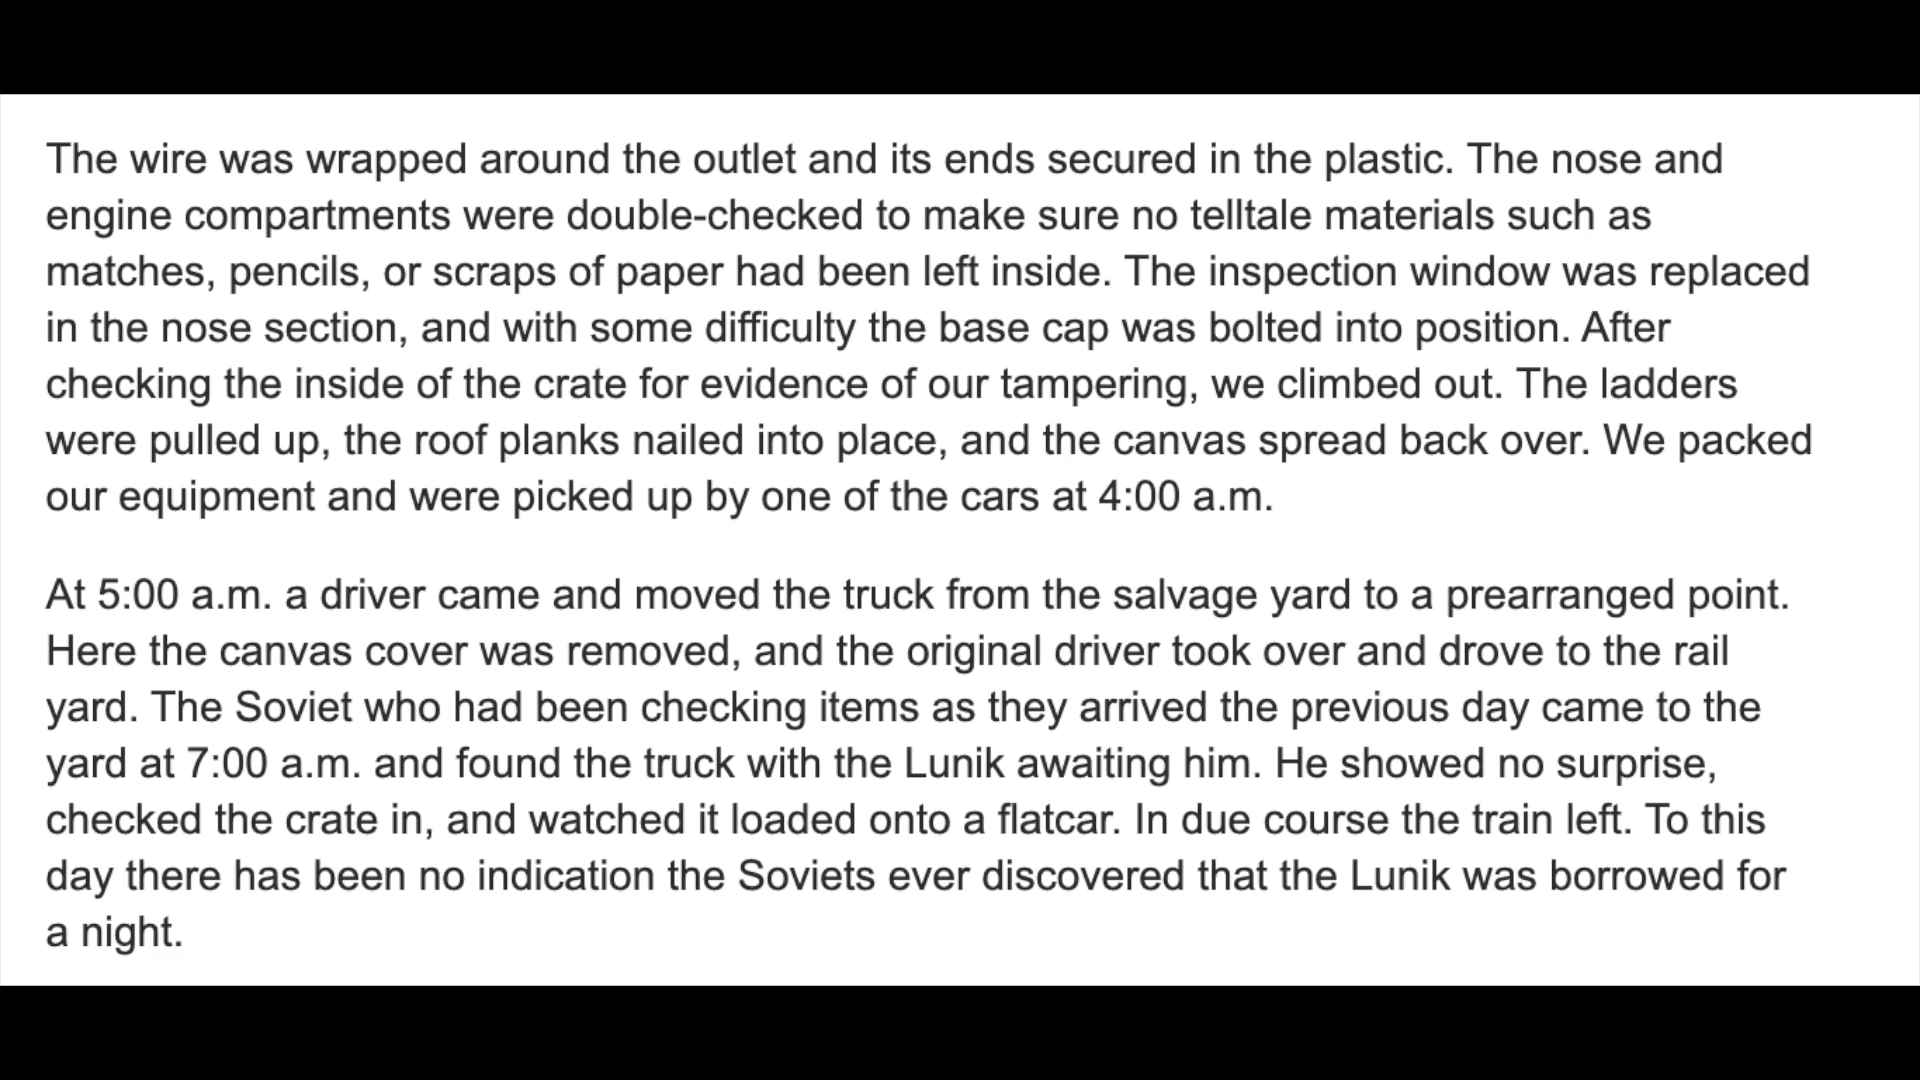 The wire was wrapped around the outlet and its ends secured in the plastic. The nose and
engine compartments were double-checked to make sure no telltale materials such as
matches, pencils, or scraps of paper had been left inside. The inspection window was replaced
in the nose section, and with some difficulty the base cap was bolted into position. After
checking the inside of the crate for evidence of our tampering, we climbed out. The ladders
were pulled up, the roof planks nailed into place, and the canvas spread back over. We packed
our equipment and were picked up by one of the cars at 4:00 a.m.
At 5:00 a.m. a driver came and moved the truck from the salvage yard to a prearranged point.
Here the canvas cover was removed, and the original driver took over and drove to the rail
yard. The Soviet who had been checking items as they arrived the previous day came to the
yard at 7:00 a.m. and found the truck with the Lunik awaiting him. He showed no surprise,
checked the crate in, and watched it loaded onto a flatcar. In due course the train left. To this
day there has been no indication the Soviets ever discovered that the Lunik was borrowed for
a night.